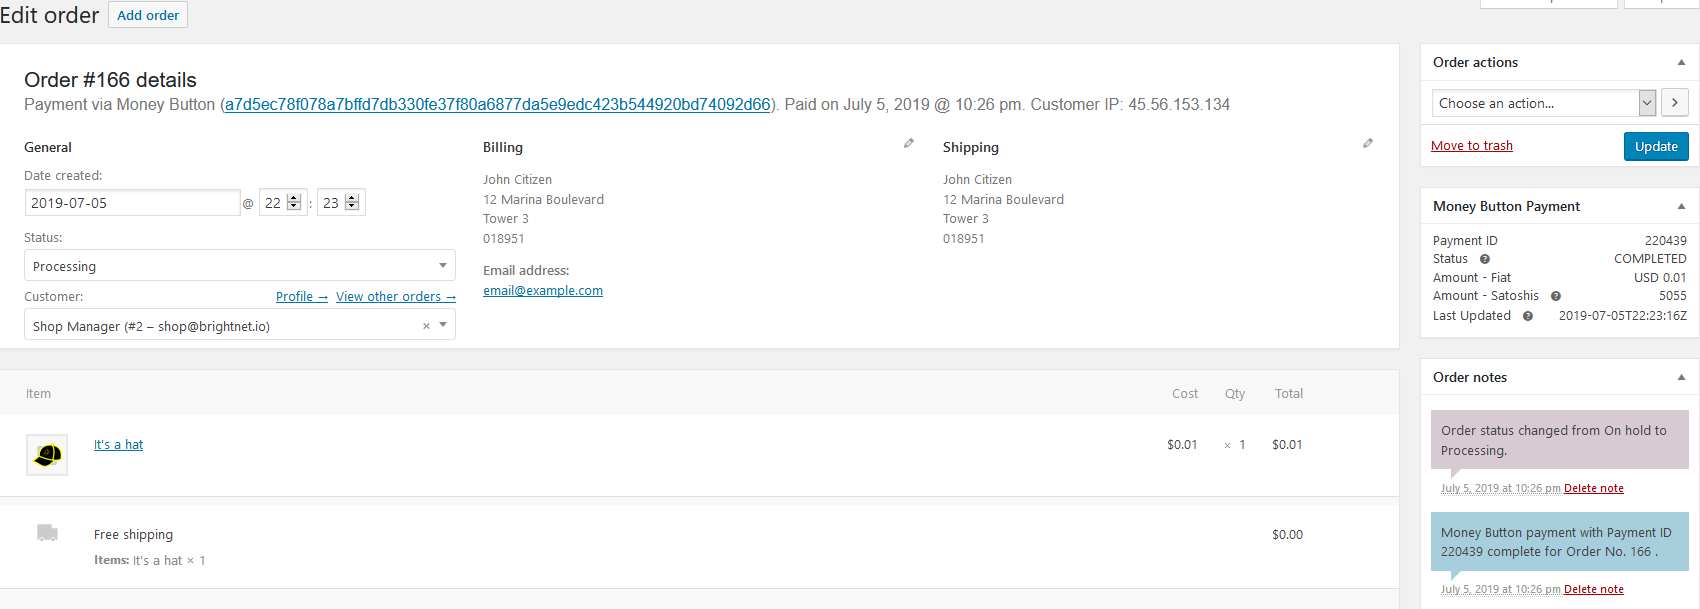 Edit order
Add order
Order #166 details
Payment via Money Button (a7d5ec78f078a7bffd7db330fe37f80a6877da5e9edc423b544920bd74092d66). Paid on July 5, 2019 @ 10:26 pm. Customer IP: 45.56.153.134
General
Date created:
2019-07-05 @ 22 : 23
Status:
Processing
Customer: Profile → View other orders →
Shop Manager (#2 – shop@brightnet.io) ×
Billing
John Citizen
12 Marina Boulevard
Tower 3
018951
Email address:
email@example.com
Shipping
John Citizen
12 Marina Boulevard
Tower 3
018951
Item Cost Qty Total
It's a hat $0.01 × 1 $0.01
Free shipping $0.00
Items: It's a hat × 1
Order actions
Choose an action...
Move to trash Update
Money Button Payment
Payment ID 220439
Status COMPLETED
Amount - Fiat USD 0.01
Amount - Satoshis 5055
Last Updated 2019-07-05T22:23:16Z
Order notes
Order status changed from On hold to
Processing.
July 5, 2019 at 10:26 pm Delete note
Money Button payment with Payment ID
220439 complete for Order No. 166 .
July 5, 2019 at 10:26 pm Delete note